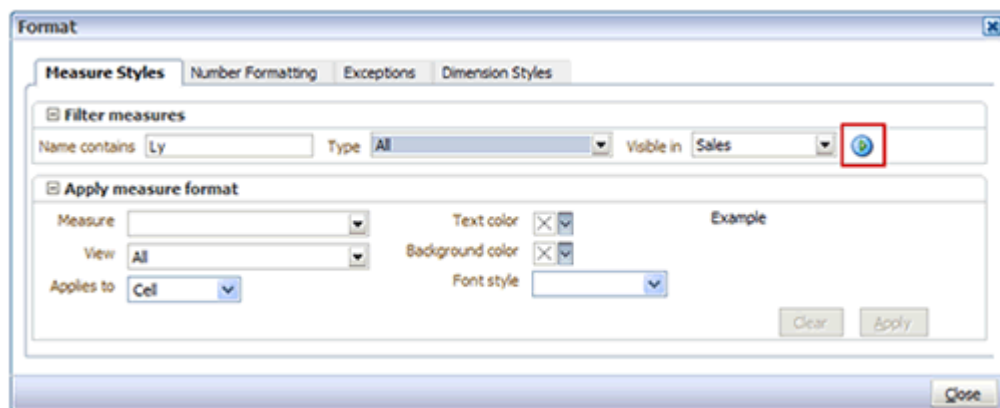 Format
Measure Styles Number Formatting Exceptions Dimension Styles
Filter measures
Name contains Ly Type All Visible in Sales
Apply measure format
Measure Text color Example
View All Background color
Applies to Cell Font style
Clear Apply
Close